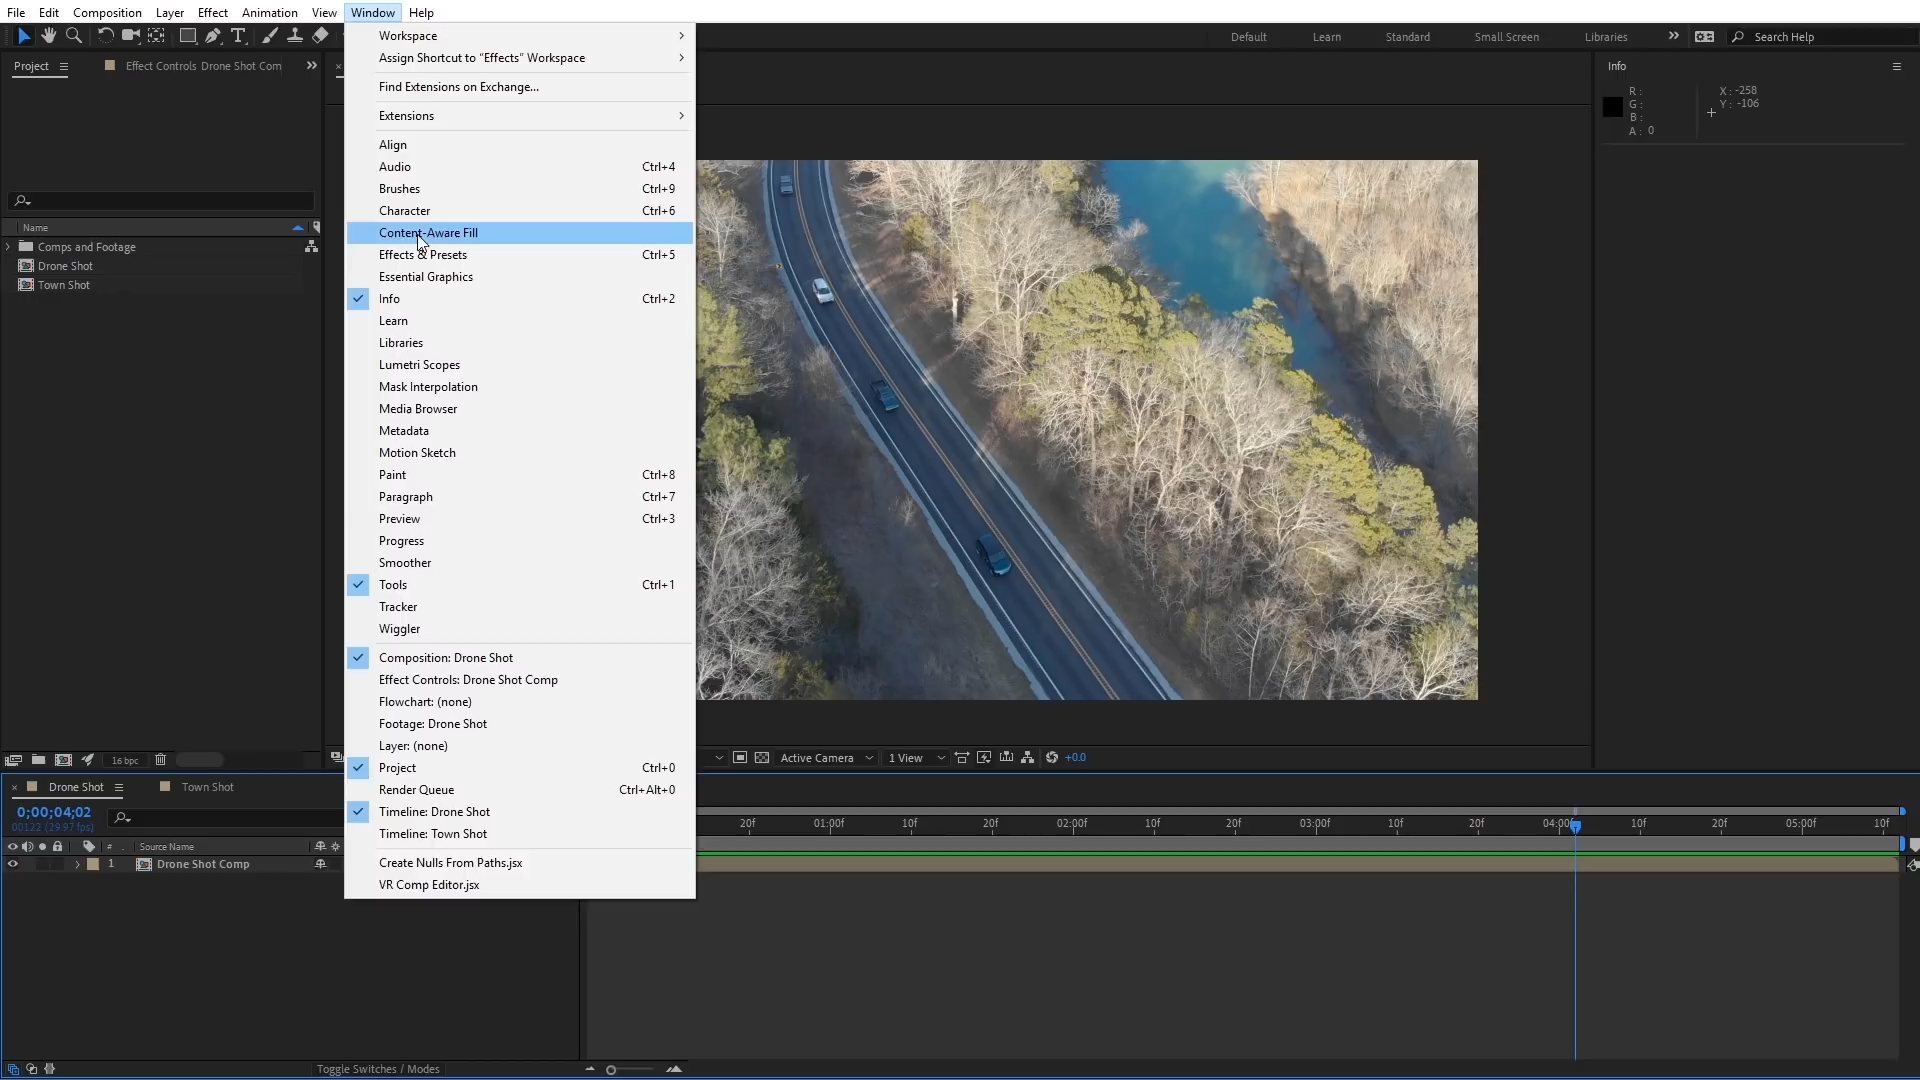 File Edit Composition Layer Effect Animation View Window Help
Default Learn Standard Small Screen Libraries Search Help
Project Effect Controls Drone Shot Com
Name
Comps and Footage
Drone Shot
Town Shot
16 bpc
Workspace
Assign Shortcut to “Effects” Workspace
Find Extensions on Exchange...
Extensions
Align
Audio Ctrl+4
Brushes Ctrl+9
Character Ctrl+6
Content-Aware Fill
Effects & Presets Ctrl+5
Essential Graphics
Info Ctrl+2
Learn
Libraries
Lumetri Scopes
Mask Interpolation
Media Browser
Metadata
Motion Sketch
Paint Ctrl+8
Paragraph Ctrl+7
Preview Ctrl+3
Progress
Smoother
Tools Ctrl+1
Tracker
Wiggler
Composition: Drone Shot
Effect Controls: Drone Shot Comp
Flowchart: (none)
Footage: Drone Shot
Layer: (none)
Project Ctrl+0
Render Queue Ctrl+Alt+0
Timeline: Drone Shot
Timeline: Town Shot
Create Nulls From Paths.jsx
VR Comp Editor.jsx
Info
R : X : -258
G : Y : -106
B :
A : 0
Active Camera 1 View +0.0
Drone Shot Town Shot
0;00;04;02
00122 (29.97 fps)
20f 01:00f 10f 20f 02:00f 10f 20f 03:00f 10f 20f 04:00f 10f 20f 05:00f 10f
# Source Name
1 Drone Shot Comp
Toggle Switches / Modes